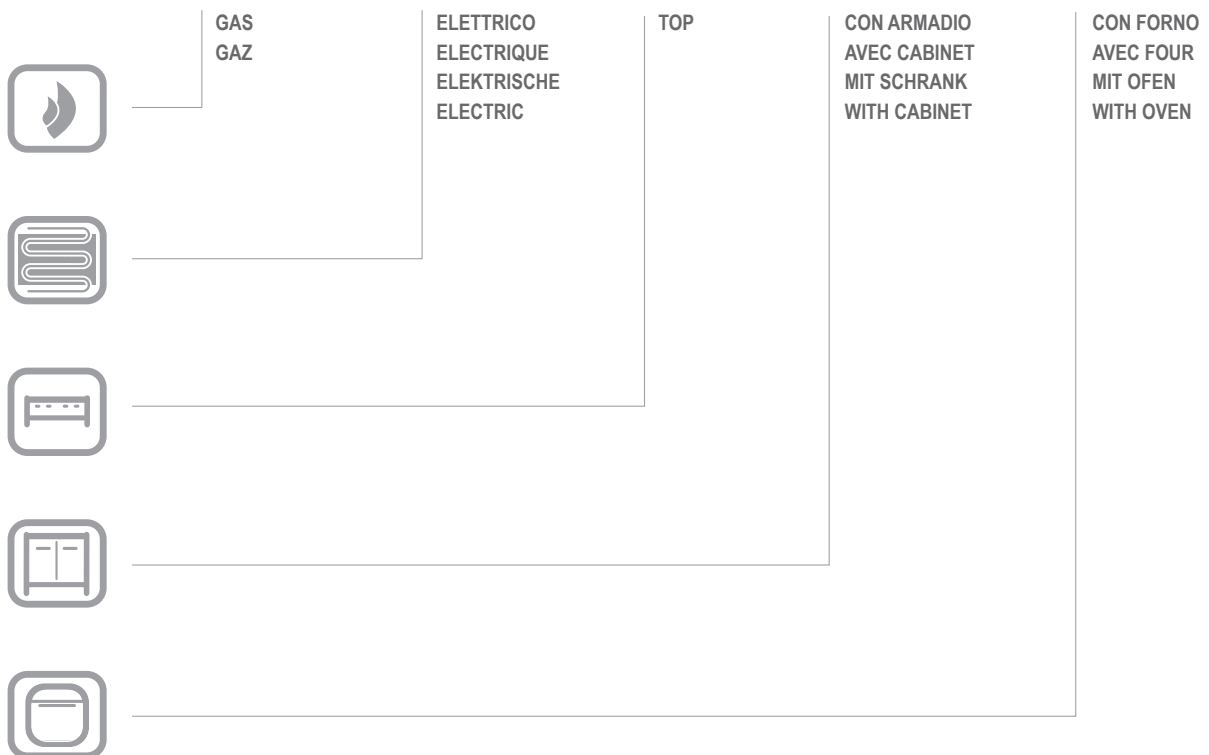 GAS
GAZ
ELETTRICO
ELECTRIQUE
ELEKTRISCHE
ELECTRIC
TOP
CON ARMADIO
AVEC CABINET
MIT SCHRANK
WITH CABINET
CON FORNO
AVEC FOUR
MIT OFEN
WITH OVEN